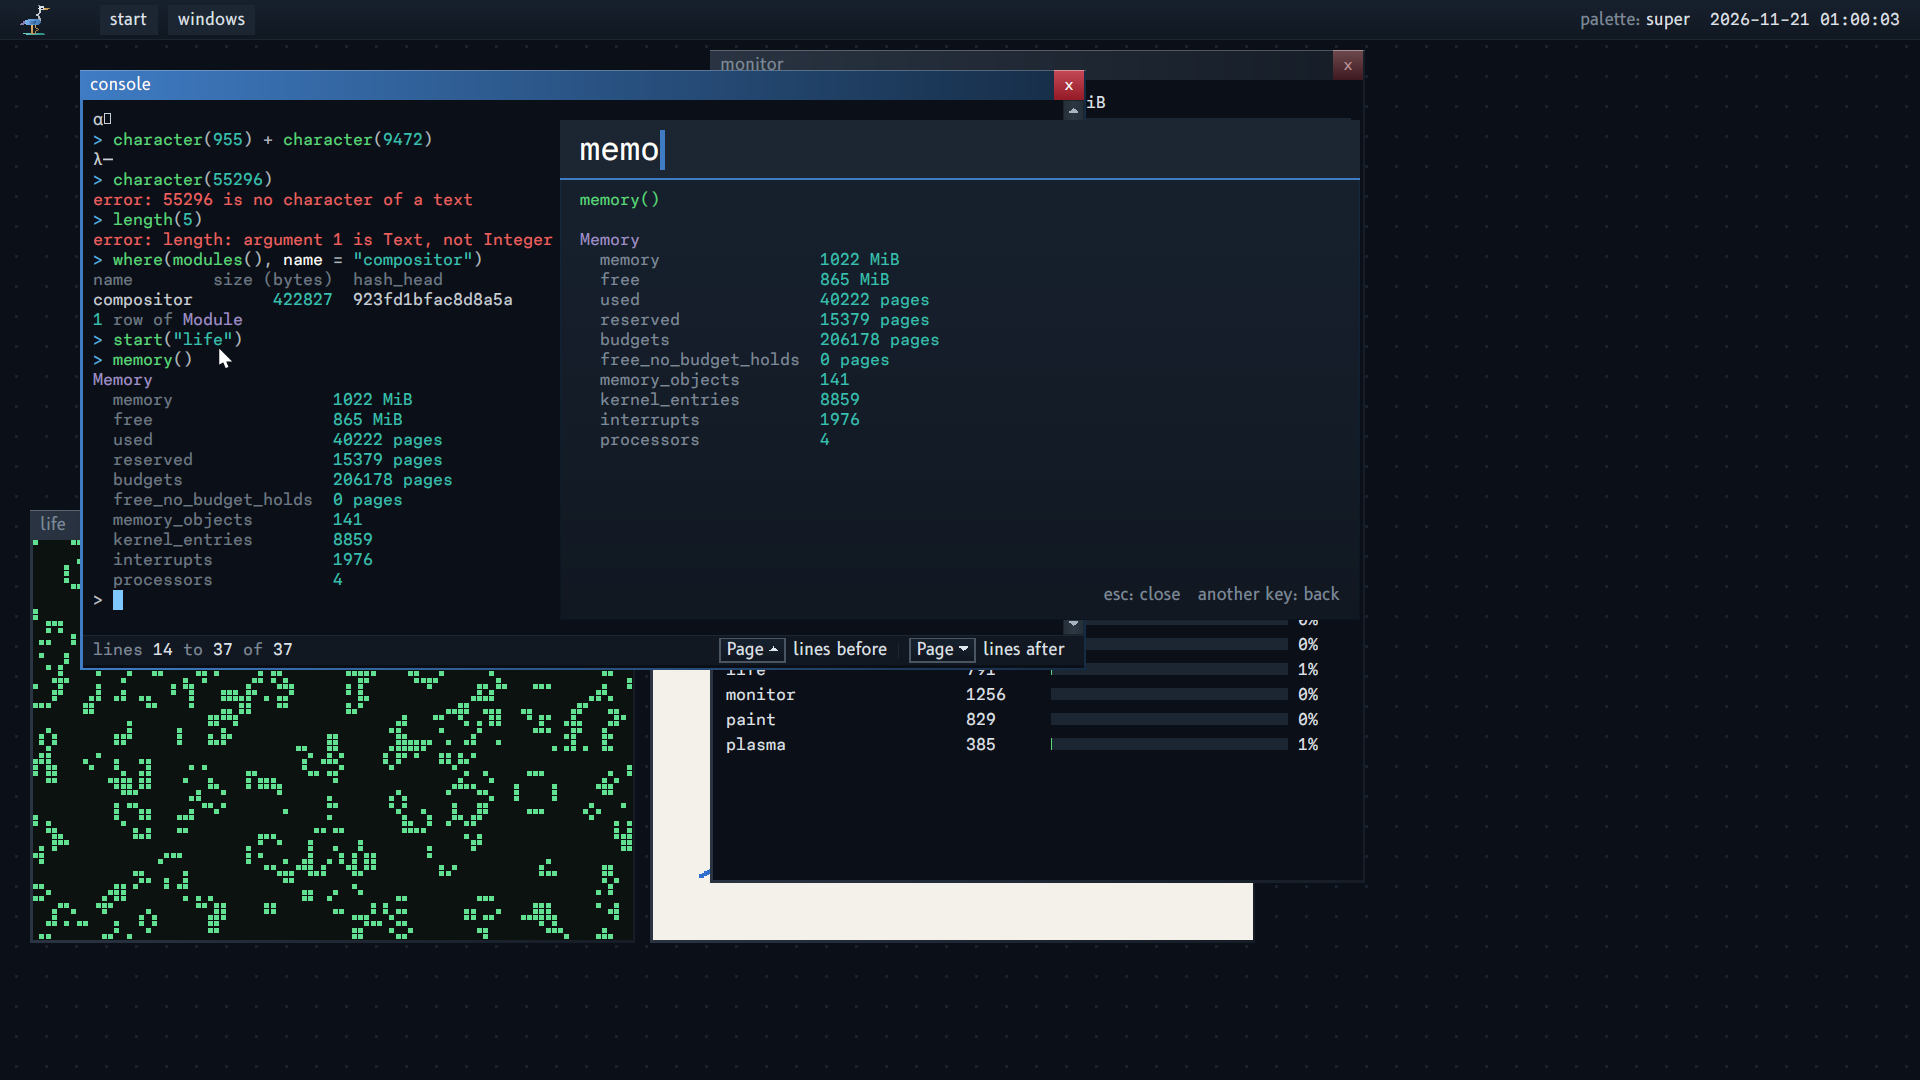 start windows palette: super 2026-11-21 01:00:03
monitor x
iB
console x
α▯
> character(955) + character(9472)
λ─
> character(55296)
error: 55296 is no character of a text
> length(5)
error: length: argument 1 is Text, not Integer
> where(modules(), name = "compositor")
name size (bytes) hash_head
compositor 422827 923fd1bfac8d8a5a
1 row of Module
> start("life")
> memory()
Memory
memory 1022 MiB
free 865 MiB
used 40222 pages
reserved 15379 pages
budgets 206178 pages
free_no_budget_holds 0 pages
memory_objects 141
kernel_entries 8859
interrupts 1976
processors 4
>
lines 14 to 37 of 37 Page lines before Page lines after
memo
memory()
Memory
memory 1022 MiB
free 865 MiB
used 40222 pages
reserved 15379 pages
budgets 206178 pages
free_no_budget_holds 0 pages
memory_objects 141
kernel_entries 8859
interrupts 1976
processors 4
esc: close another key: back
life
0%
0%
life 791 1%
monitor 1256 0%
paint 829 0%
plasma 385 1%